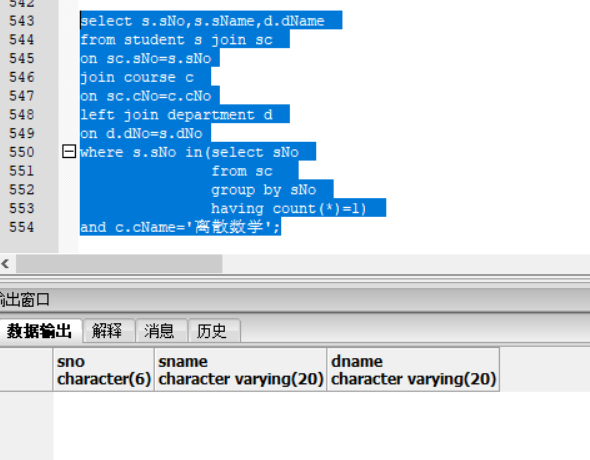 542
543 select s.sNo,s.sName,d.dName
544 from student s join sc
545 on sc.sNo=s.sNo
546 join course c
547 on sc.cNo=c.cNo
548 left join department d
549 on d.dNo=s.dNo
550 where s.sNo in(select sNo
551 from sc
552 group by sNo
553 having count(*)=1)
554 and c.cName='离散数学';
输出窗口
数据输出 解释 消息 历史
sno sname dname
character(6) character varying(20) character varying(20)